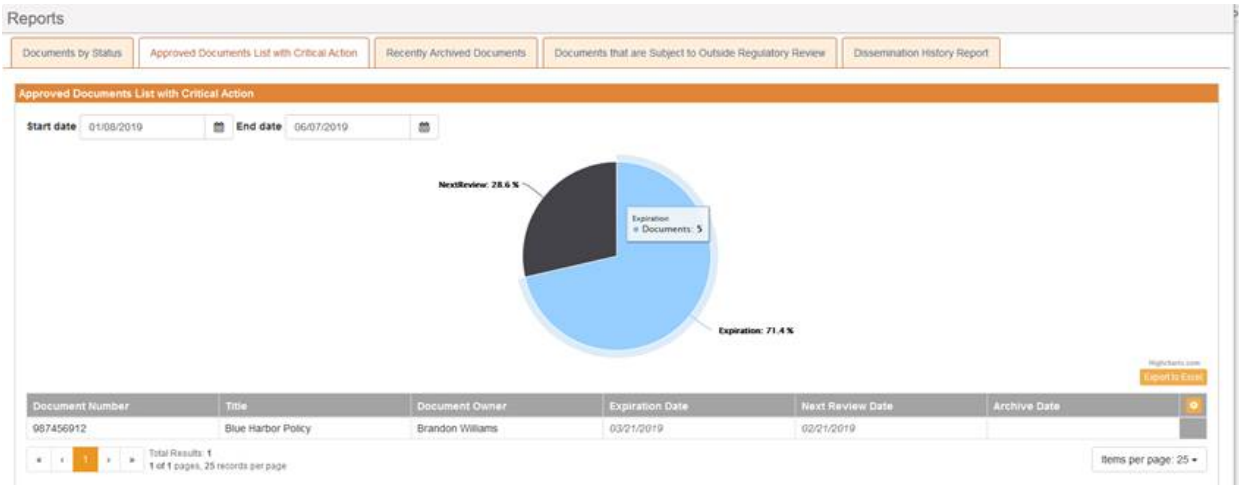 Reports
Documents by Status
Approved Documents List with Critical Action
Recently Archived Documents
Documents that are Subject to Outside Regulatory Review
Dissemination History Report
Approved Documents List with Critical Action
Start date 01/08/2019 End date 06/07/2019
NextReview: 28.6 %
Expiration
Documents: 5
Expiration: 71.4 %
Highcharts.com
Export to Excel
Document Number Title Document Owner Expiration Date Next Review Date Archive Date
987456912 Blue Harbor Policy Brandon Williams 03/21/2019 02/21/2019
« ‹ 1 › »
Total Results: 1
1 of 1 pages, 25 records per page
Items per page: 25